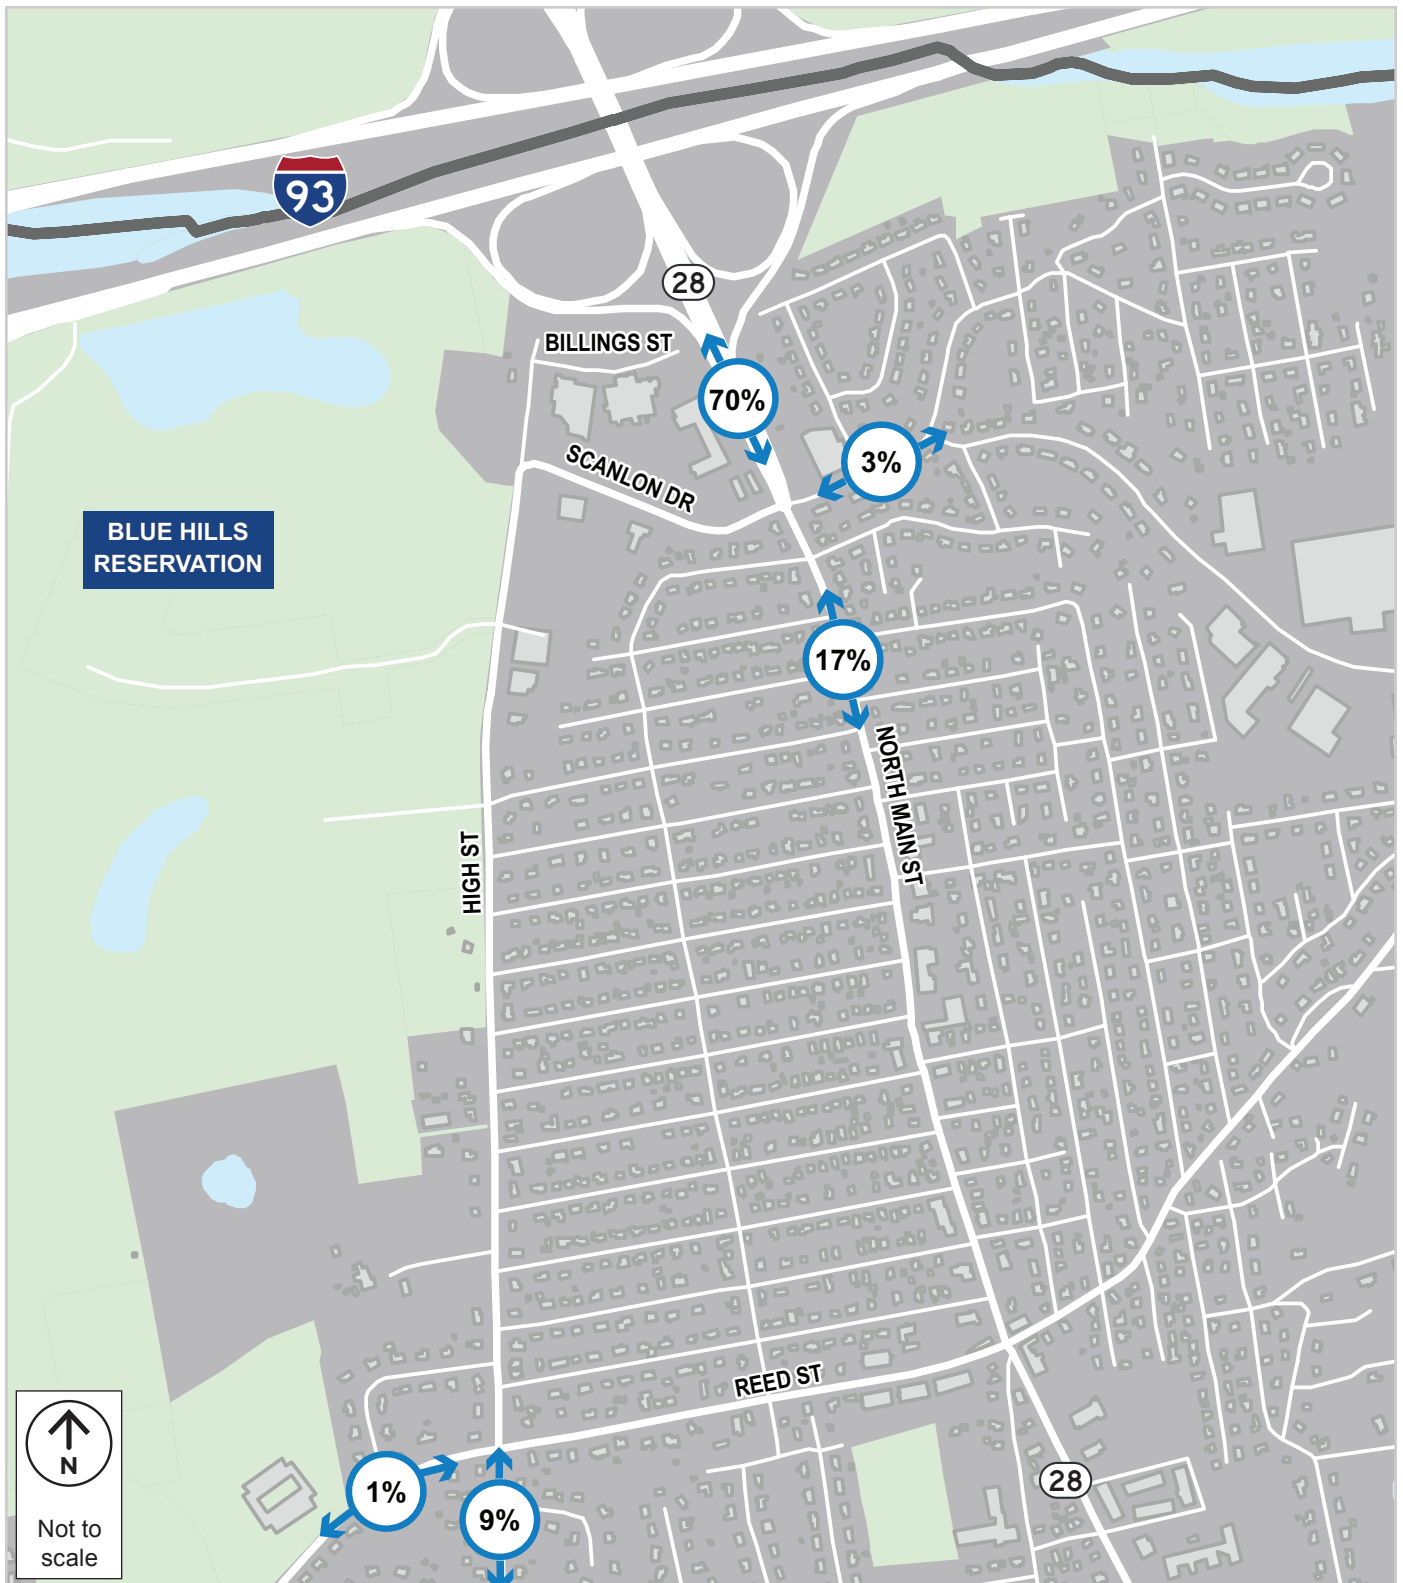 93
28
BILLINGS ST
70%
SCANLON DR
3%
BLUE HILLS
RESERVATION
17%
NORTH MAIN ST
HIGH ST
REED ST
N
Not to
scale
1%
9%
28